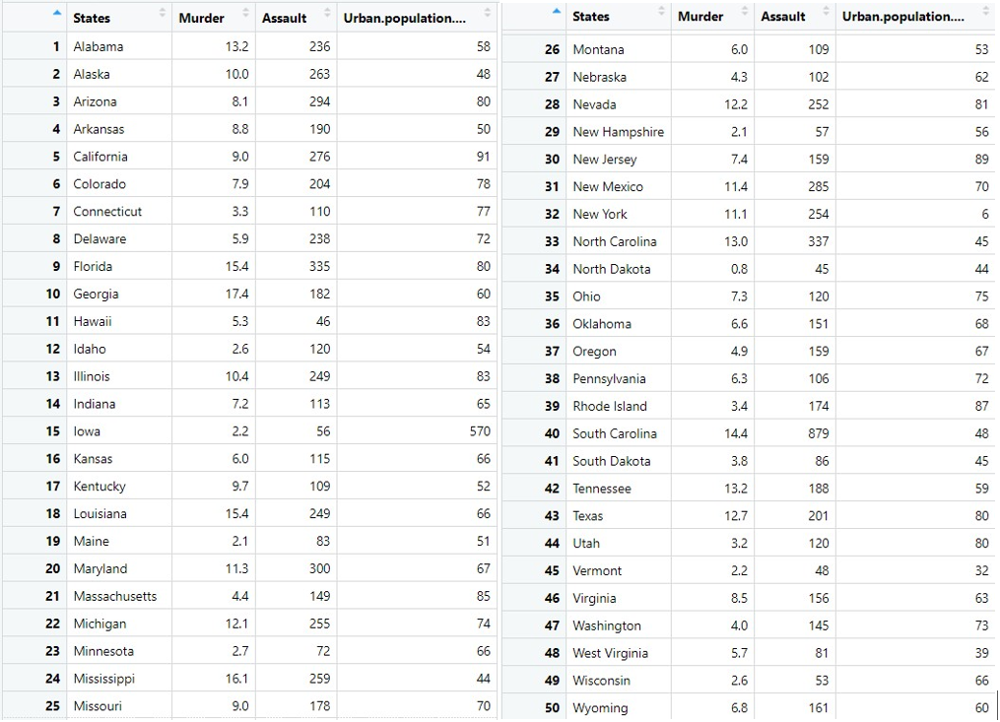 States Murder Assault Urban.population....
1 Alabama 13.2 236 58
2 Alaska 10.0 263 48
3 Arizona 8.1 294 80
4 Arkansas 8.8 190 50
5 California 9.0 276 91
6 Colorado 7.9 204 78
7 Connecticut 3.3 110 77
8 Delaware 5.9 238 72
9 Florida 15.4 335 80
10 Georgia 17.4 182 60
11 Hawaii 5.3 46 83
12 Idaho 2.6 120 54
13 Illinois 10.4 249 83
14 Indiana 7.2 113 65
15 Iowa 2.2 56 570
16 Kansas 6.0 115 66
17 Kentucky 9.7 109 52
18 Louisiana 15.4 249 66
19 Maine 2.1 83 51
20 Maryland 11.3 300 67
21 Massachusetts 4.4 149 85
22 Michigan 12.1 255 74
23 Minnesota 2.7 72 66
24 Mississippi 16.1 259 44
25 Missouri 9.0 178 70
States Murder Assault Urban.population....
26 Montana 6.0 109 53
27 Nebraska 4.3 102 62
28 Nevada 12.2 252 81
29 New Hampshire 2.1 57 56
30 New Jersey 7.4 159 89
31 New Mexico 11.4 285 70
32 New York 11.1 254 6
33 North Carolina 13.0 337 45
34 North Dakota 0.8 45 44
35 Ohio 7.3 120 75
36 Oklahoma 6.6 151 68
37 Oregon 4.9 159 67
38 Pennsylvania 6.3 106 72
39 Rhode Island 3.4 174 87
40 South Carolina 14.4 879 48
41 South Dakota 3.8 86 45
42 Tennessee 13.2 188 59
43 Texas 12.7 201 80
44 Utah 3.2 120 80
45 Vermont 2.2 48 32
46 Virginia 8.5 156 63
47 Washington 4.0 145 73
48 West Virginia 5.7 81 39
49 Wisconsin 2.6 53 66
50 Wyoming 6.8 161 60